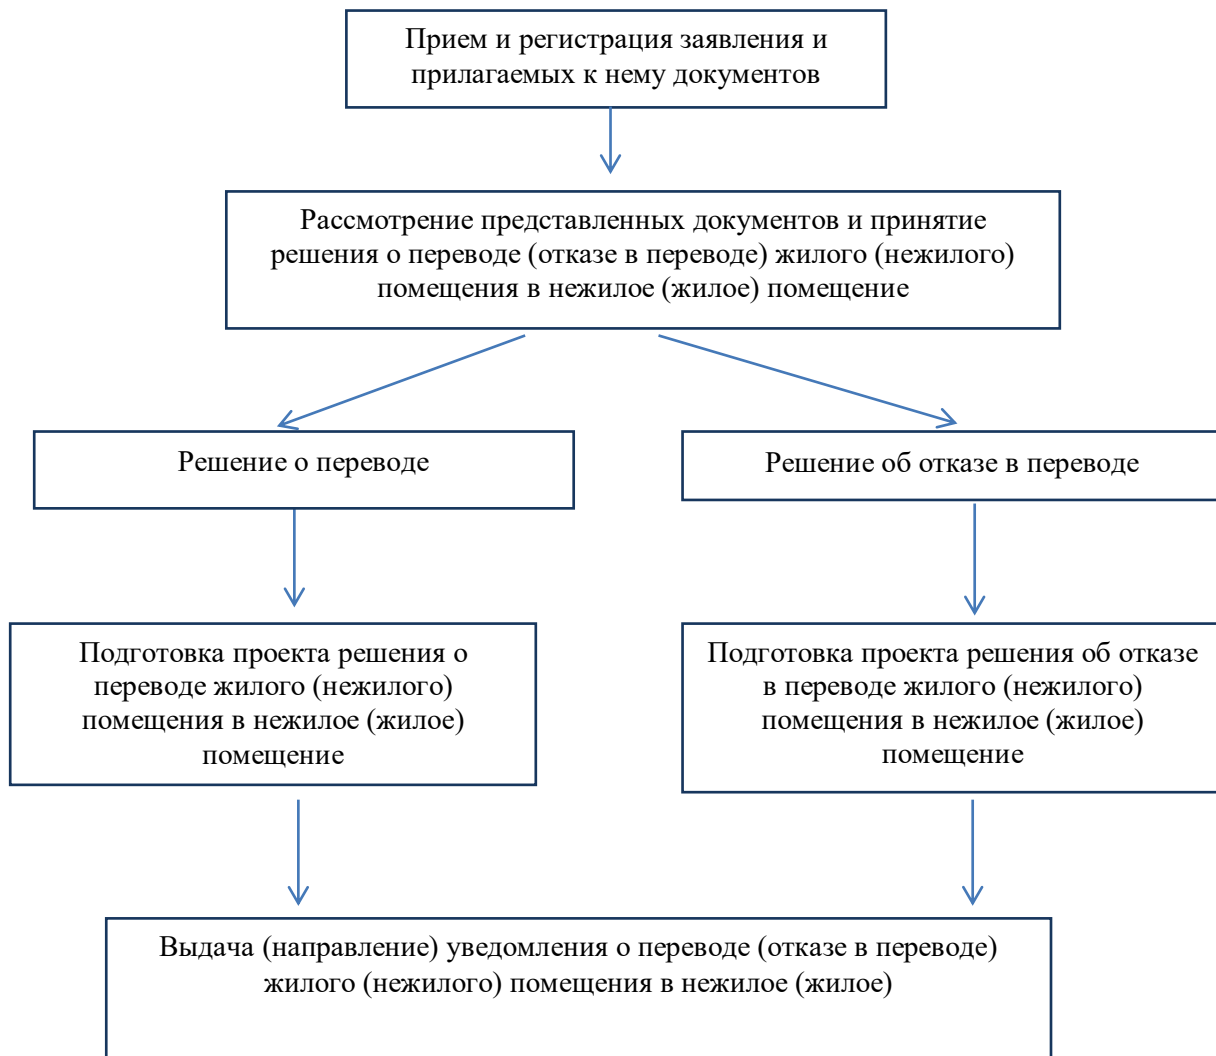 Прием и регистрация заявления и
прилагаемых к нему документов
Рассмотрение представленных документов и принятие
решения о переводе (отказе в переводе) жилого (нежилого)
помещения в нежилое (жилое) помещение
Решение о переводе
Решение об отказе в переводе
Подготовка проекта решения о
переводе жилого (нежилого)
помещения в нежилое (жилое)
помещение
Подготовка проекта решения об отказе
в переводе жилого (нежилого)
помещения в нежилое (жилое)
помещение
Выдача (направление) уведомления о переводе (отказе в переводе)
жилого (нежилого) помещения в нежилое (жилое)